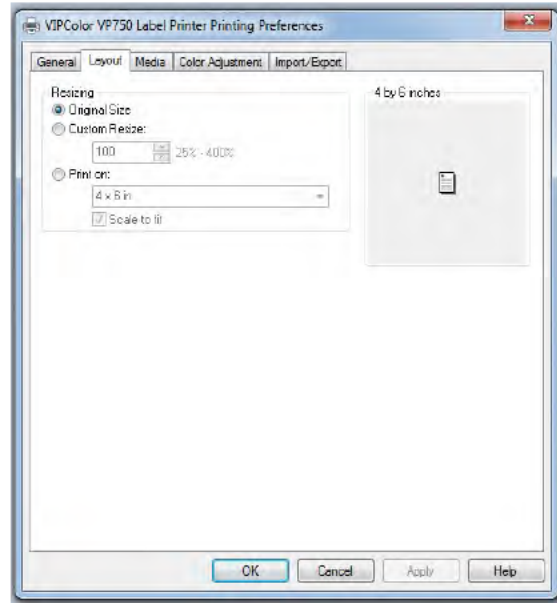 VIPColor VP750 Label Printer Printing Preferences
General Layout Media Color Adjustment Import/Export
Resizing
Original Size
Custom Resize:
100 25% - 400%
Print on:
4 x 6 in
Scale to fit
4 by 6 inches
OK Cancel Apply Help